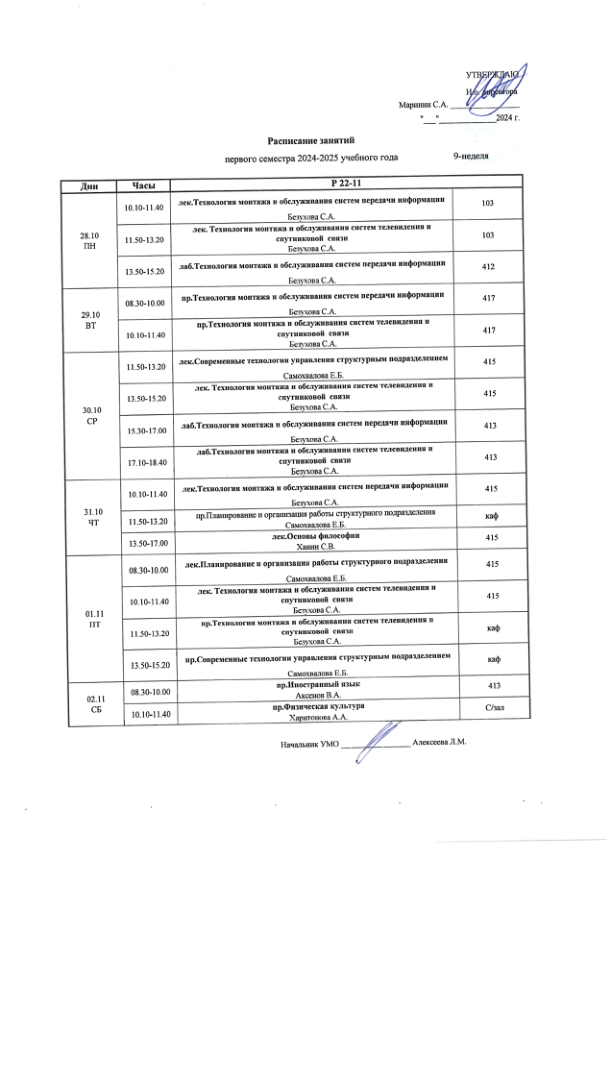 УТВЕРЖДАЮ
И.о. директора
Маринин С.А. ________________
"___"______________2024 г.
Расписание занятий
первого семестра 2024-2025 учебного года 9-неделя
Дни Часы Р 22-11
28.10
ПН
10.10-11.40 лек.Технология монтажа и обслуживания систем передачи информации 103
Безухова С.А.
11.50-13.20 лек. Технология монтажа и обслуживания систем телевидения и 103
спутниковой связи
Безухова С.А.
13.50-15.20 лаб.Технология монтажа и обслуживания систем передачи информации 412
Безухова С.А.
29.10
ВТ
08.30-10.00 пр.Технология монтажа и обслуживания систем передачи информации 417
Безухова С.А.
10.10-11.40 пр.Технология монтажа и обслуживания систем телевидения и 417
спутниковой связи
Безухова С.А.
30.10
СР
11.50-13.20 лек.Современные технологии управления структурным подразделением 415
Самохвалова Е.Б.
13.50-15.20 лек. Технология монтажа и обслуживания систем телевидения и 415
спутниковой связи
Безухова С.А.
15.30-17.00 лаб.Технология монтажа и обслуживания систем передачи информации 413
Безухова С.А.
17.10-18.40 лаб.Технология монтажа и обслуживания систем телевидения и 413
спутниковой связи
Безухова С.А.
31.10
ЧТ
10.10-11.40 лек.Технология монтажа и обслуживания систем передачи информации 415
Безухова С.А.
11.50-13.20 пр.Планирование и организация работы структурного подразделения каф
Самохвалова Е.Б.
13.50-17.00 лек.Основы философии 415
Ханин С.В.
01.11
ПТ
08.30-10.00 лек.Планирование и организация работы структурного подразделения 415
Самохвалова Е.Б.
10.10-11.40 лек. Технология монтажа и обслуживания систем телевидения и 415
спутниковой связи
Безухова С.А.
11.50-13.20 пр.Технология монтажа и обслуживания систем телевидения и каф
спутниковой связи
Безухова С.А.
13.50-15.20 пр.Современные технологии управления структурным подразделением каф
Самохвалова Е.Б.
02.11
СБ
08.30-10.00 пр.Иностранный язык 413
Аксенов В.А.
10.10-11.40 пр.Физическая культура С/зал
Харитонова А.А.
Начальник УМО ________________ Алексеева Л.М.